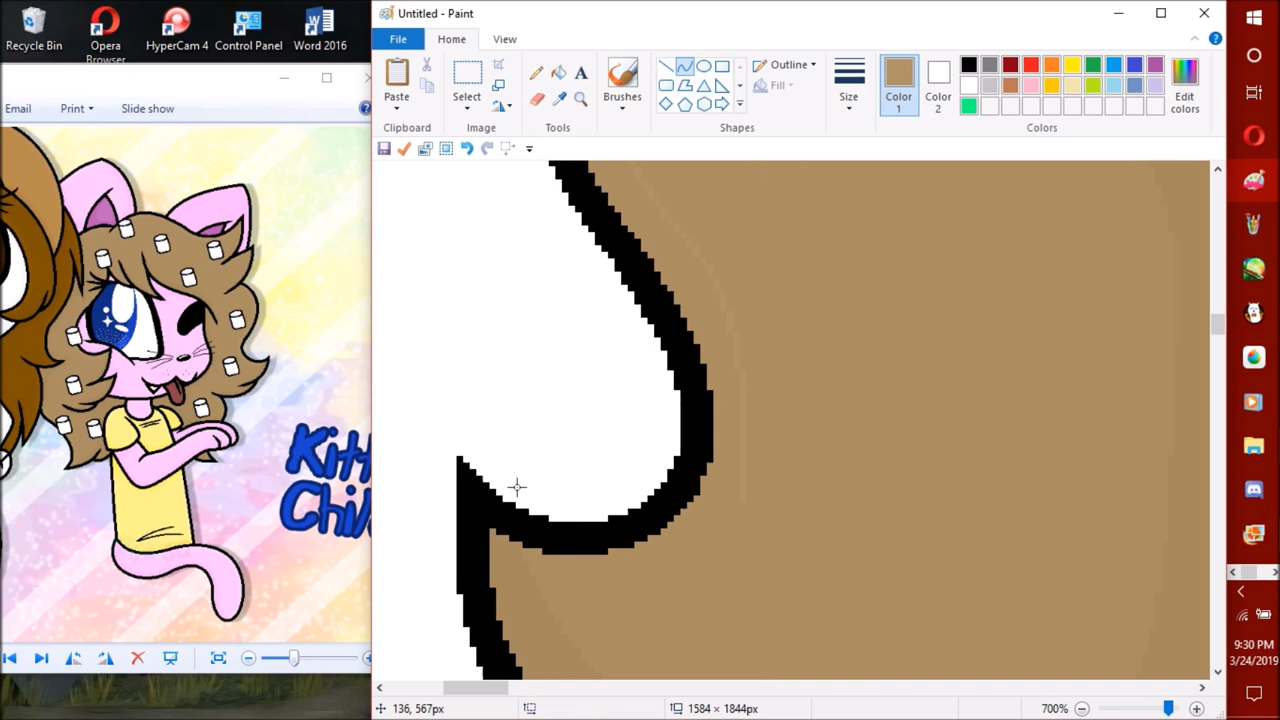 Recycle Bin
Opera
Browser
HyperCam 4
Control Panel
Word 2016
Untitled - Paint
File
Home
View
Paste
Select
Brushes
Outline
Fill
Size
Color
1
Color
2
Edit
colors
Clipboard
Image
Tools
Shapes
Colors
Email
Print
Slide show
136, 567px
1584 × 1844px
700%
9:30 PM
3/24/2019